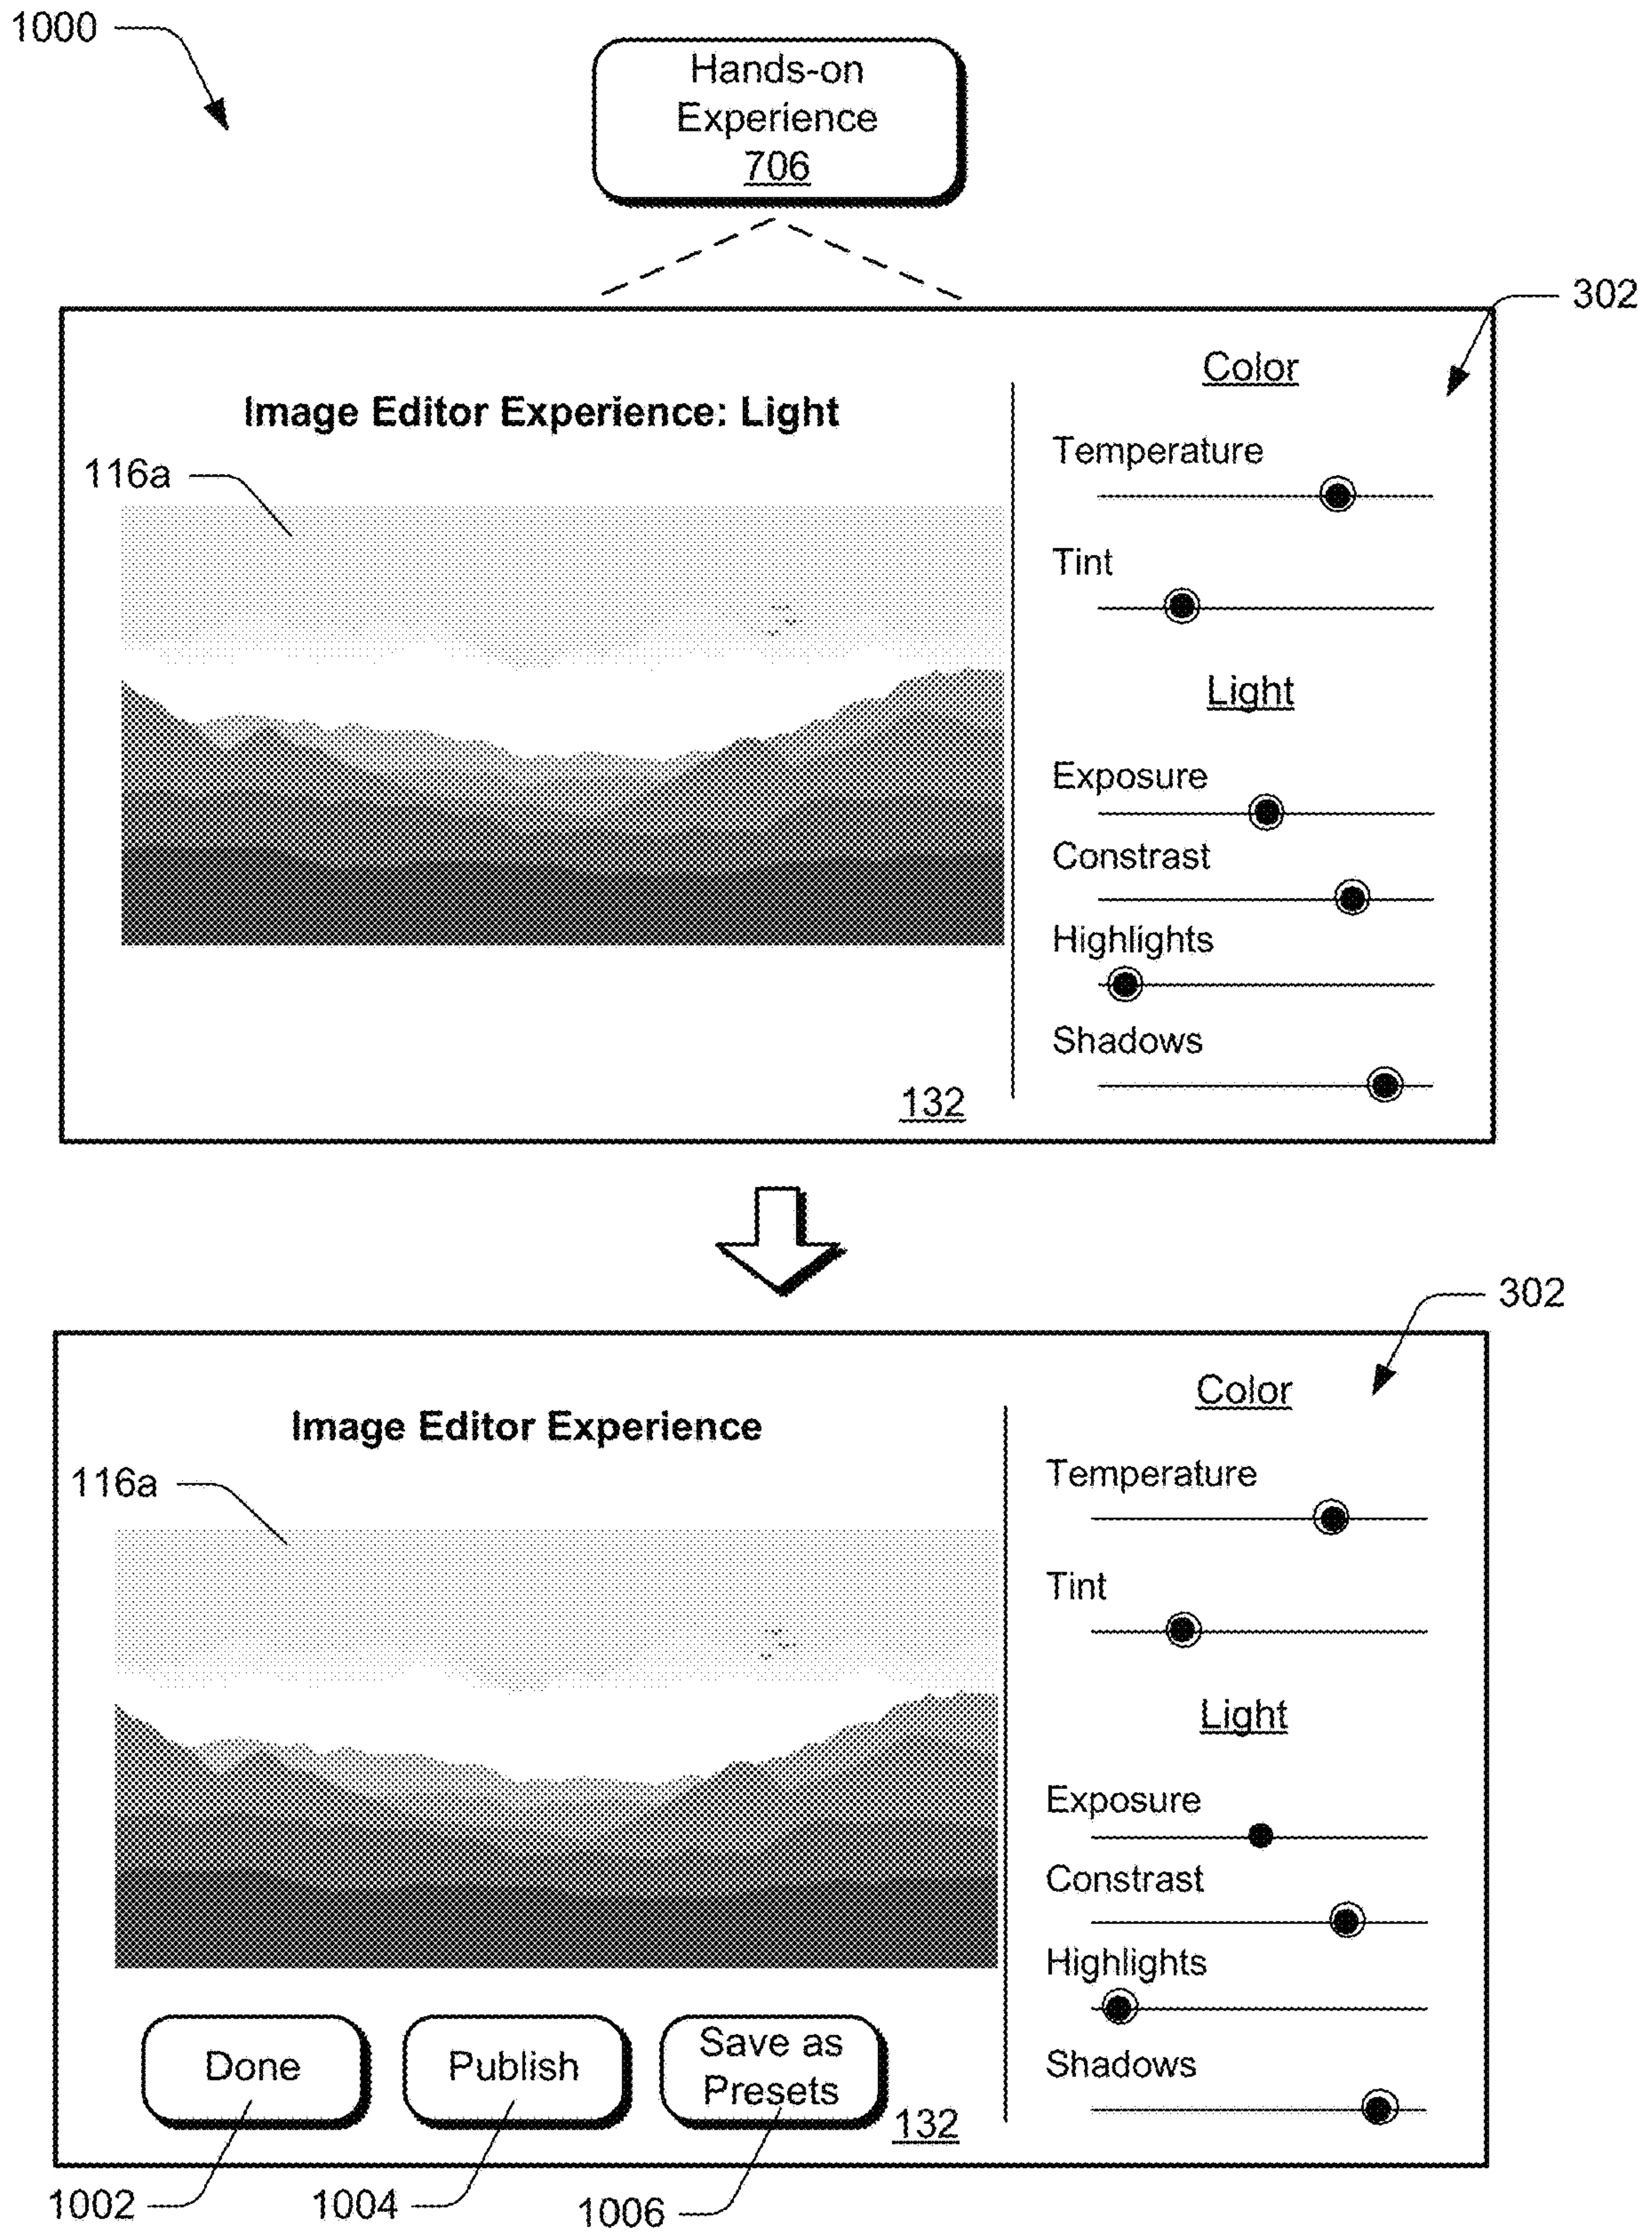 1000
Hands-on
Experience
706
302
Image Editor Experience: Light
116a
Color
Temperature
Tint
Light
Exposure
Constrast
Highlights
Shadows
132
302
Image Editor Experience
116a
Color
Temperature
Tint
Light
Exposure
Constrast
Highlights
Shadows
Done
Publish
Save as
Presets
132
1002
1004
1006